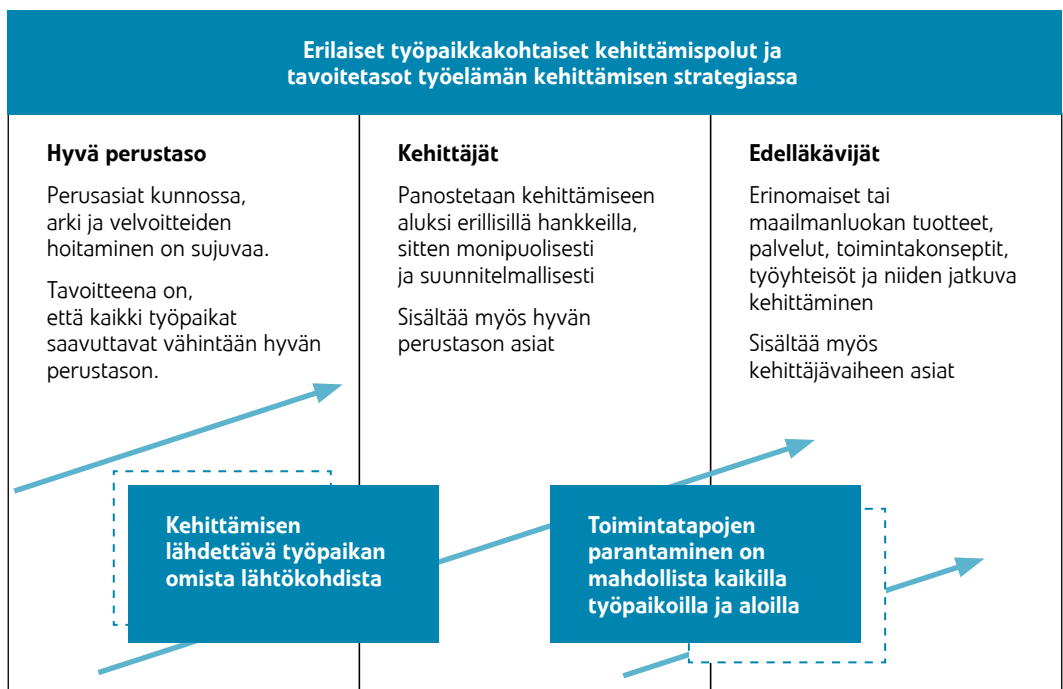 Erilaiset työpaikkakohtaiset kehittämispolut ja
tavoitetasot työelämän kehittämisen strategiassa
Hyvä perustaso
Perusasiat kunnossa,
arki ja velvoitteiden
hoitaminen on sujuvaa.
Tavoitteena on,
että kaikki työpaikat
saavuttavat vähintään hyvän
perustason.
Kehittäjät
Panostetaan kehittämiseen
aluksi erillisillä hankkeilla,
sitten monipuolisesti
ja suunnitelmallisesti
Sisältää myös hyvän
perustason asiat
Edelläkävijät
Erinomaiset tai
maailmanluokan tuotteet,
palvelut, toimintakonseptit,
työyhteisöt ja niiden jatkuva
kehittäminen
Sisältää myös
kehittäjävaiheen asiat
Kehittämisen
lähdettävä työpaikan
omista lähtökohdista
Toimintatapojen
parantaminen on
mahdollista kaikilla
työpaikoilla ja aloilla